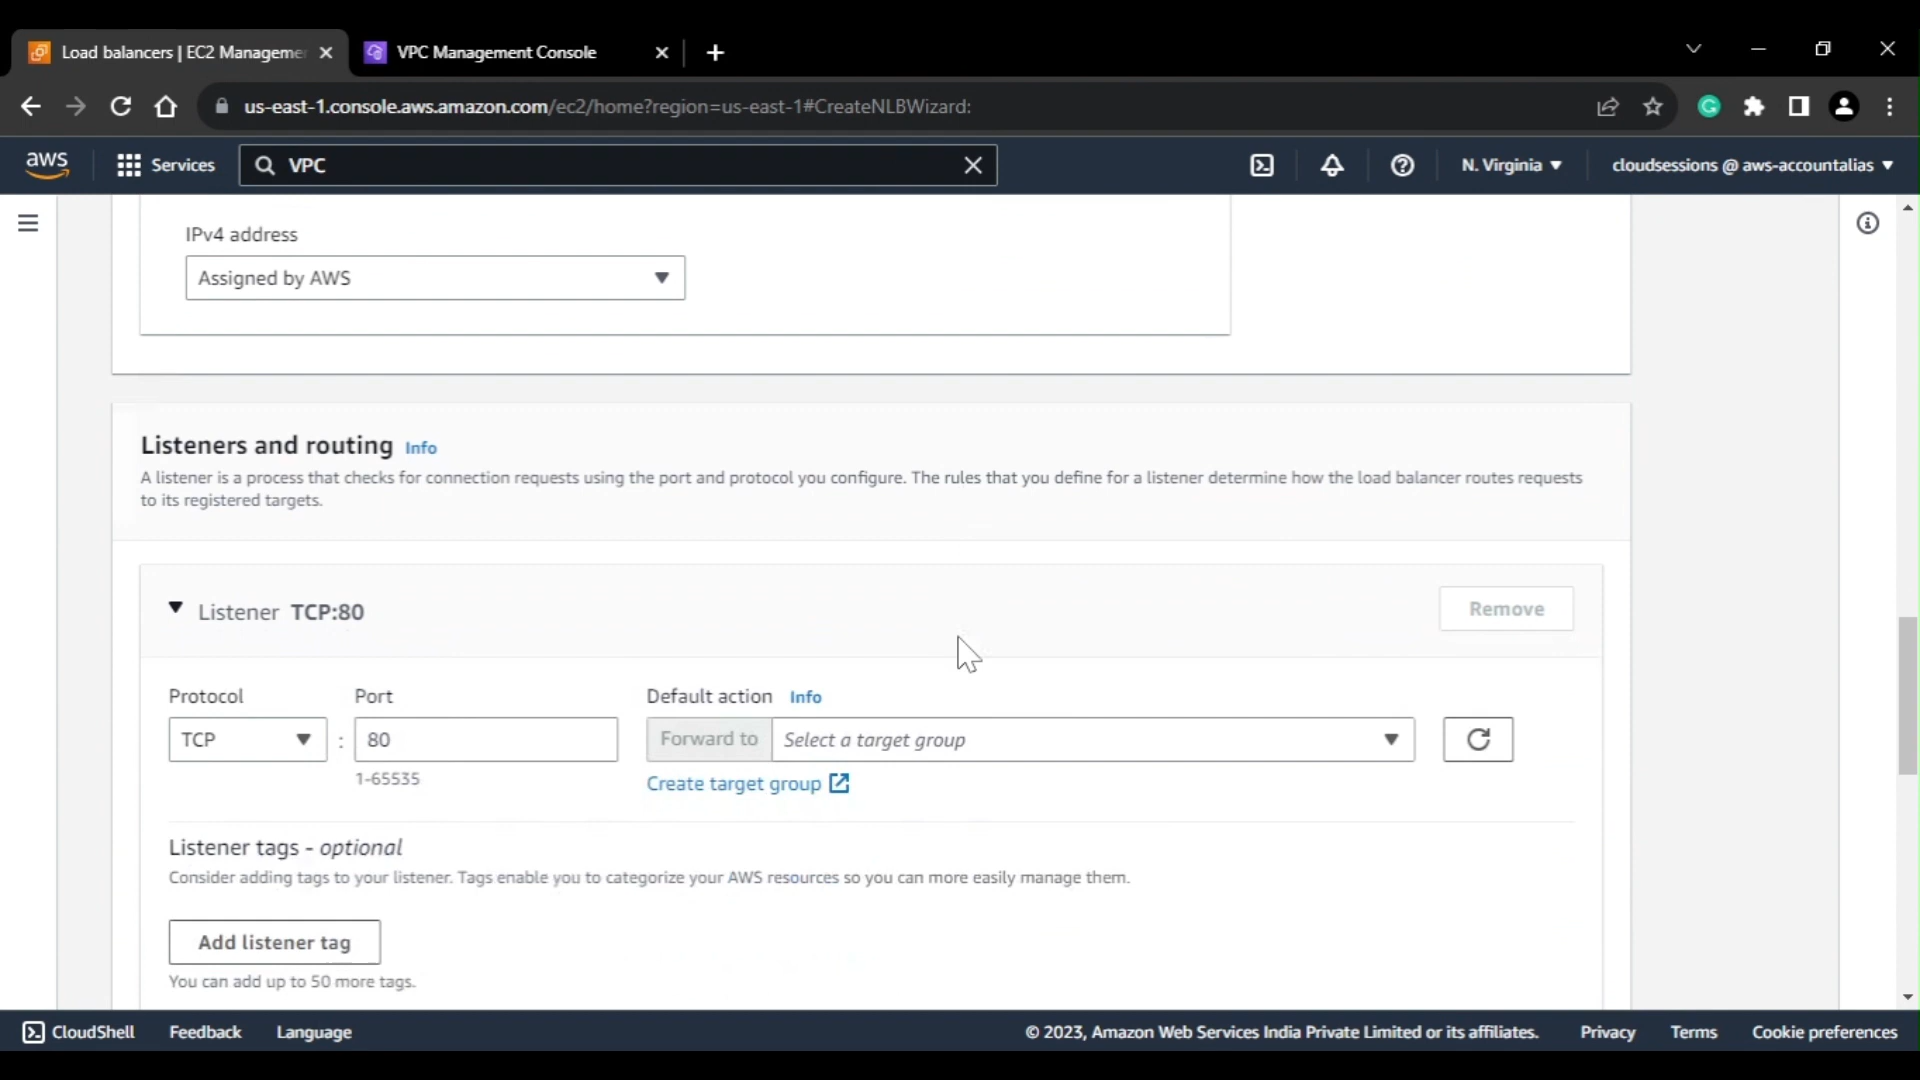 Load balancers | EC2 Manageme
VPC Management Console
us-east-1.console.aws.amazon.com/ec2/home?region=us-east-1#CreateNLBWizard:
aws
Services
VPC
N. Virginia
cloudsessions @ aws-accountalias
IPv4 address
Assigned by AWS
Listeners and routing Info
A listener is a process that checks for connection requests using the port and protocol you configure. The rules that you define for a listener determine how the load balancer routes requests
to its registered targets.
Listener TCP:80
Remove
Protocol
Port
Default action Info
TCP
:
80
Forward to
Select a target group
1-65535
Create target group
Listener tags - optional
Consider adding tags to your listener. Tags enable you to categorize your AWS resources so you can more easily manage them.
Add listener tag
You can add up to 50 more tags.
CloudShell
Feedback
Language
© 2023, Amazon Web Services India Private Limited or its affiliates.
Privacy
Terms
Cookie preferences